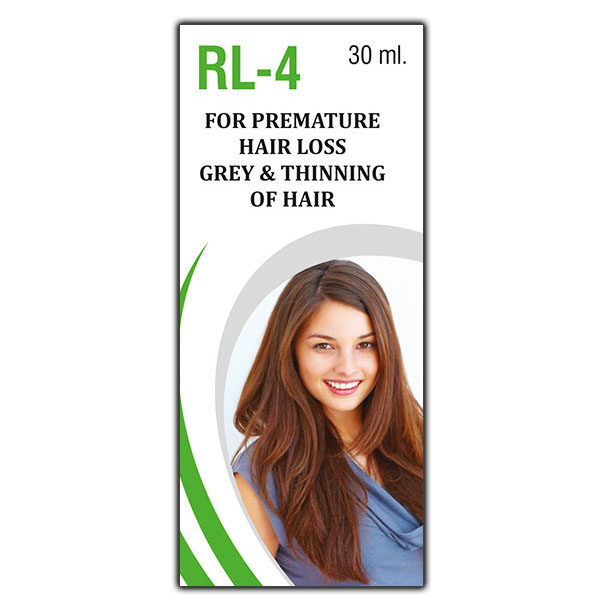 RL-4
30 ml.
FOR PREMATURE
HAIR LOSS
GREY & THINNING
OF HAIR